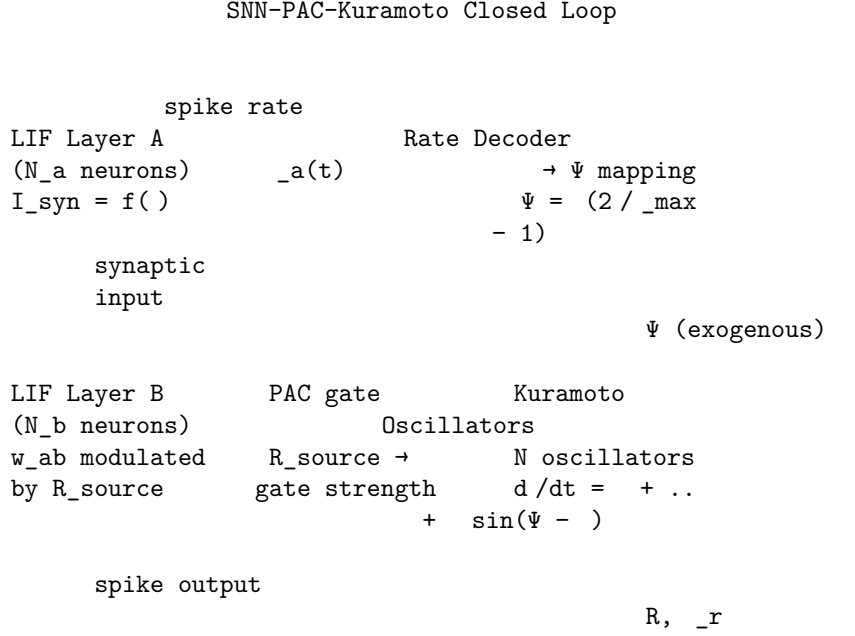 SNN-PAC-Kuramoto Closed Loop
spike rate
LIF Layer A Rate Decoder
(N_a neurons) _a(t) → Ψ mapping
I_syn = f( ) Ψ = (2 / _max
- 1)
synaptic
input
Ψ (exogenous)
LIF Layer B PAC gate Kuramoto
(N_b neurons) Oscillators
w_ab modulated R_source → N oscillators
by R_source gate strength d /dt = + ..
+ sin(Ψ - )
spike output
R, _r